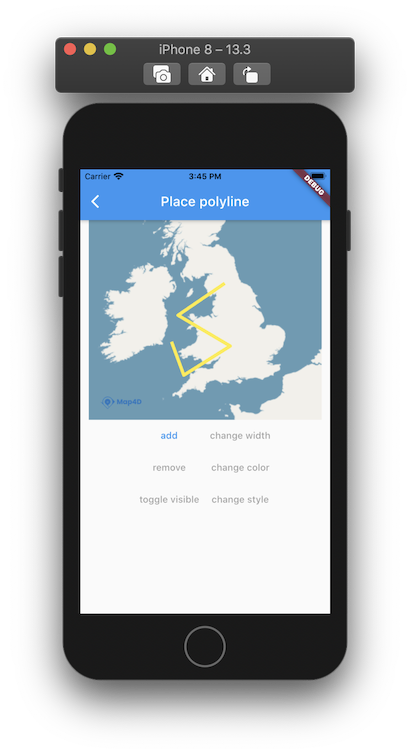 iPhone 8 – 13.3
Carrier 3:45 PM
DEBUG
Place polyline
Map4D
add change width
remove change color
toggle visible change style